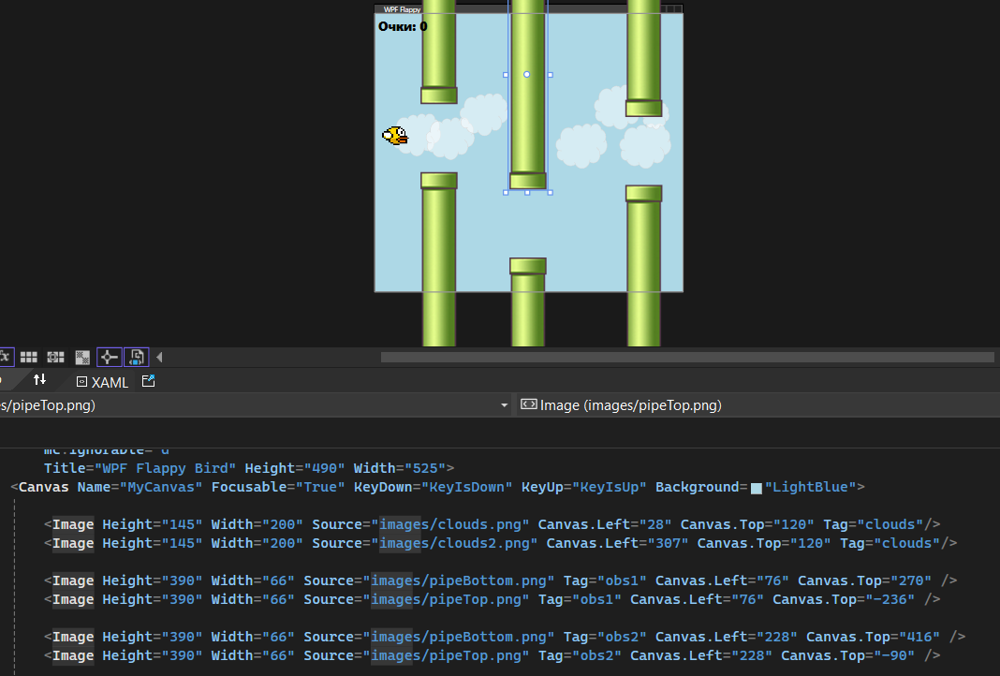 WPF Flappy
Очки: 0
XAML
s/pipeTop.png)
Image (images/pipeTop.png)
mc:Ignorable="d"
Title="WPF Flappy Bird" Height="490" Width="525">
<Canvas Name="MyCanvas" Focusable="True" KeyDown="KeyIsDown" KeyUp="KeyIsUp" Background="LightBlue">
<Image Height="145" Width="200" Source="images/clouds.png" Canvas.Left="28" Canvas.Top="120" Tag="clouds"/>
<Image Height="145" Width="200" Source="images/clouds2.png" Canvas.Left="307" Canvas.Top="120" Tag="clouds"/>
<Image Height="390" Width="66" Source="images/pipeBottom.png" Tag="obs1" Canvas.Left="76" Canvas.Top="270" />
<Image Height="390" Width="66" Source="images/pipeTop.png" Tag="obs1" Canvas.Left="76" Canvas.Top="-236" />
<Image Height="390" Width="66" Source="images/pipeBottom.png" Tag="obs2" Canvas.Left="228" Canvas.Top="416" />
<Image Height="390" Width="66" Source="images/pipeTop.png" Tag="obs2" Canvas.Left="228" Canvas.Top="-90" />